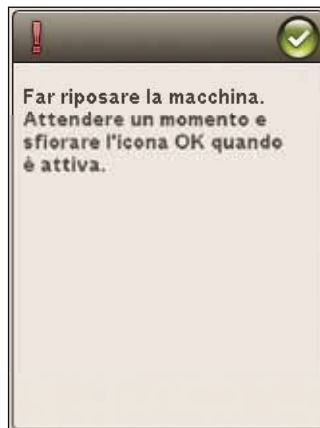 Far riposare la macchina.
Attendere un momento e
sfiorare l'icona OK quando
è attiva.